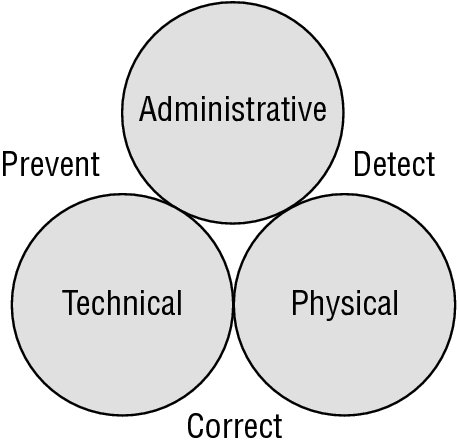 Administrative
Prevent
Detect
Technical
Physical
Correct